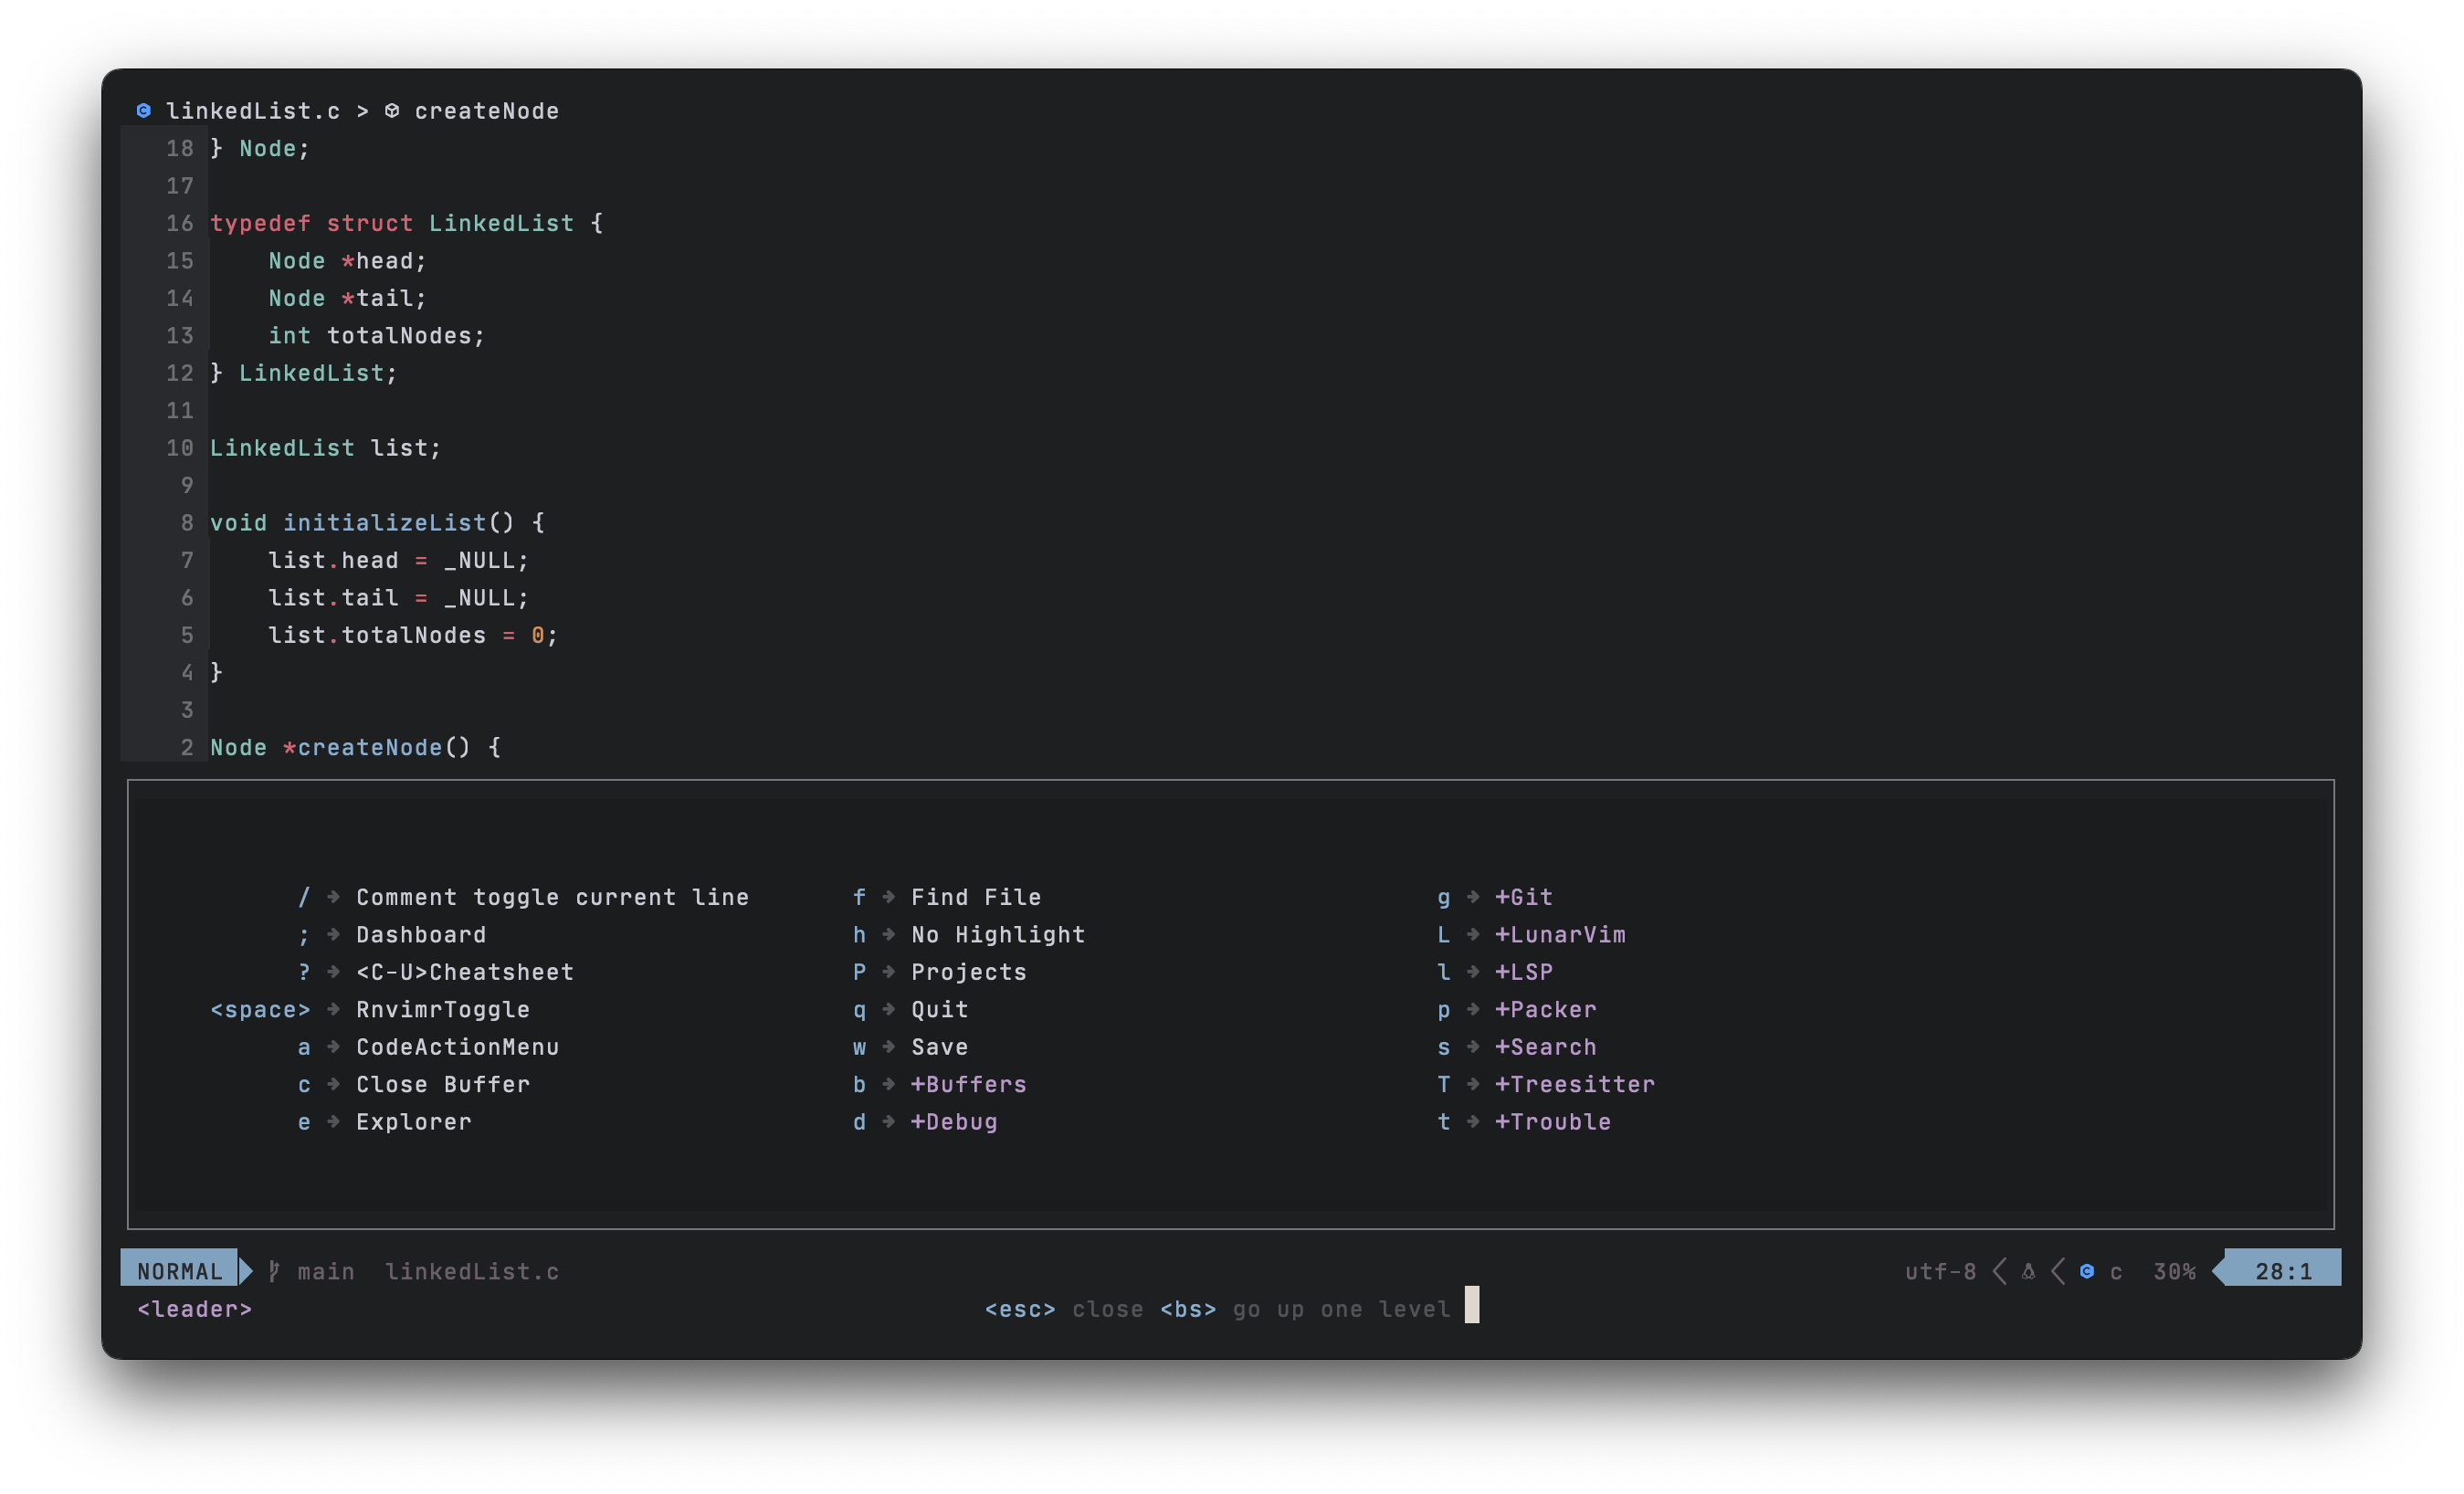 linkedList.c > createNode
18 } Node;
17
16 typedef struct LinkedList {
15     Node *head;
14     Node *tail;
13     int totalNodes;
12 } LinkedList;
11
10 LinkedList list;
9
8 void initializeList() {
7     list.head = _NULL;
6     list.tail = _NULL;
5     list.totalNodes = 0;
4 }
3
2 Node *createNode() {
/ → Comment toggle current line f → Find File g → +Git
; → Dashboard h → No Highlight L → +LunarVim
? → <C-U>Cheatsheet P → Projects l → +LSP
<space> → RnvimrToggle q → Quit p → +Packer
a → CodeActionMenu w → Save s → +Search
c → Close Buffer b → +Buffers T → +Treesitter
e → Explorer d → +Debug t → +Trouble
NORMAL main linkedList.c utf-8 c 30% 28:1
<leader> <esc> close <bs> go up one level